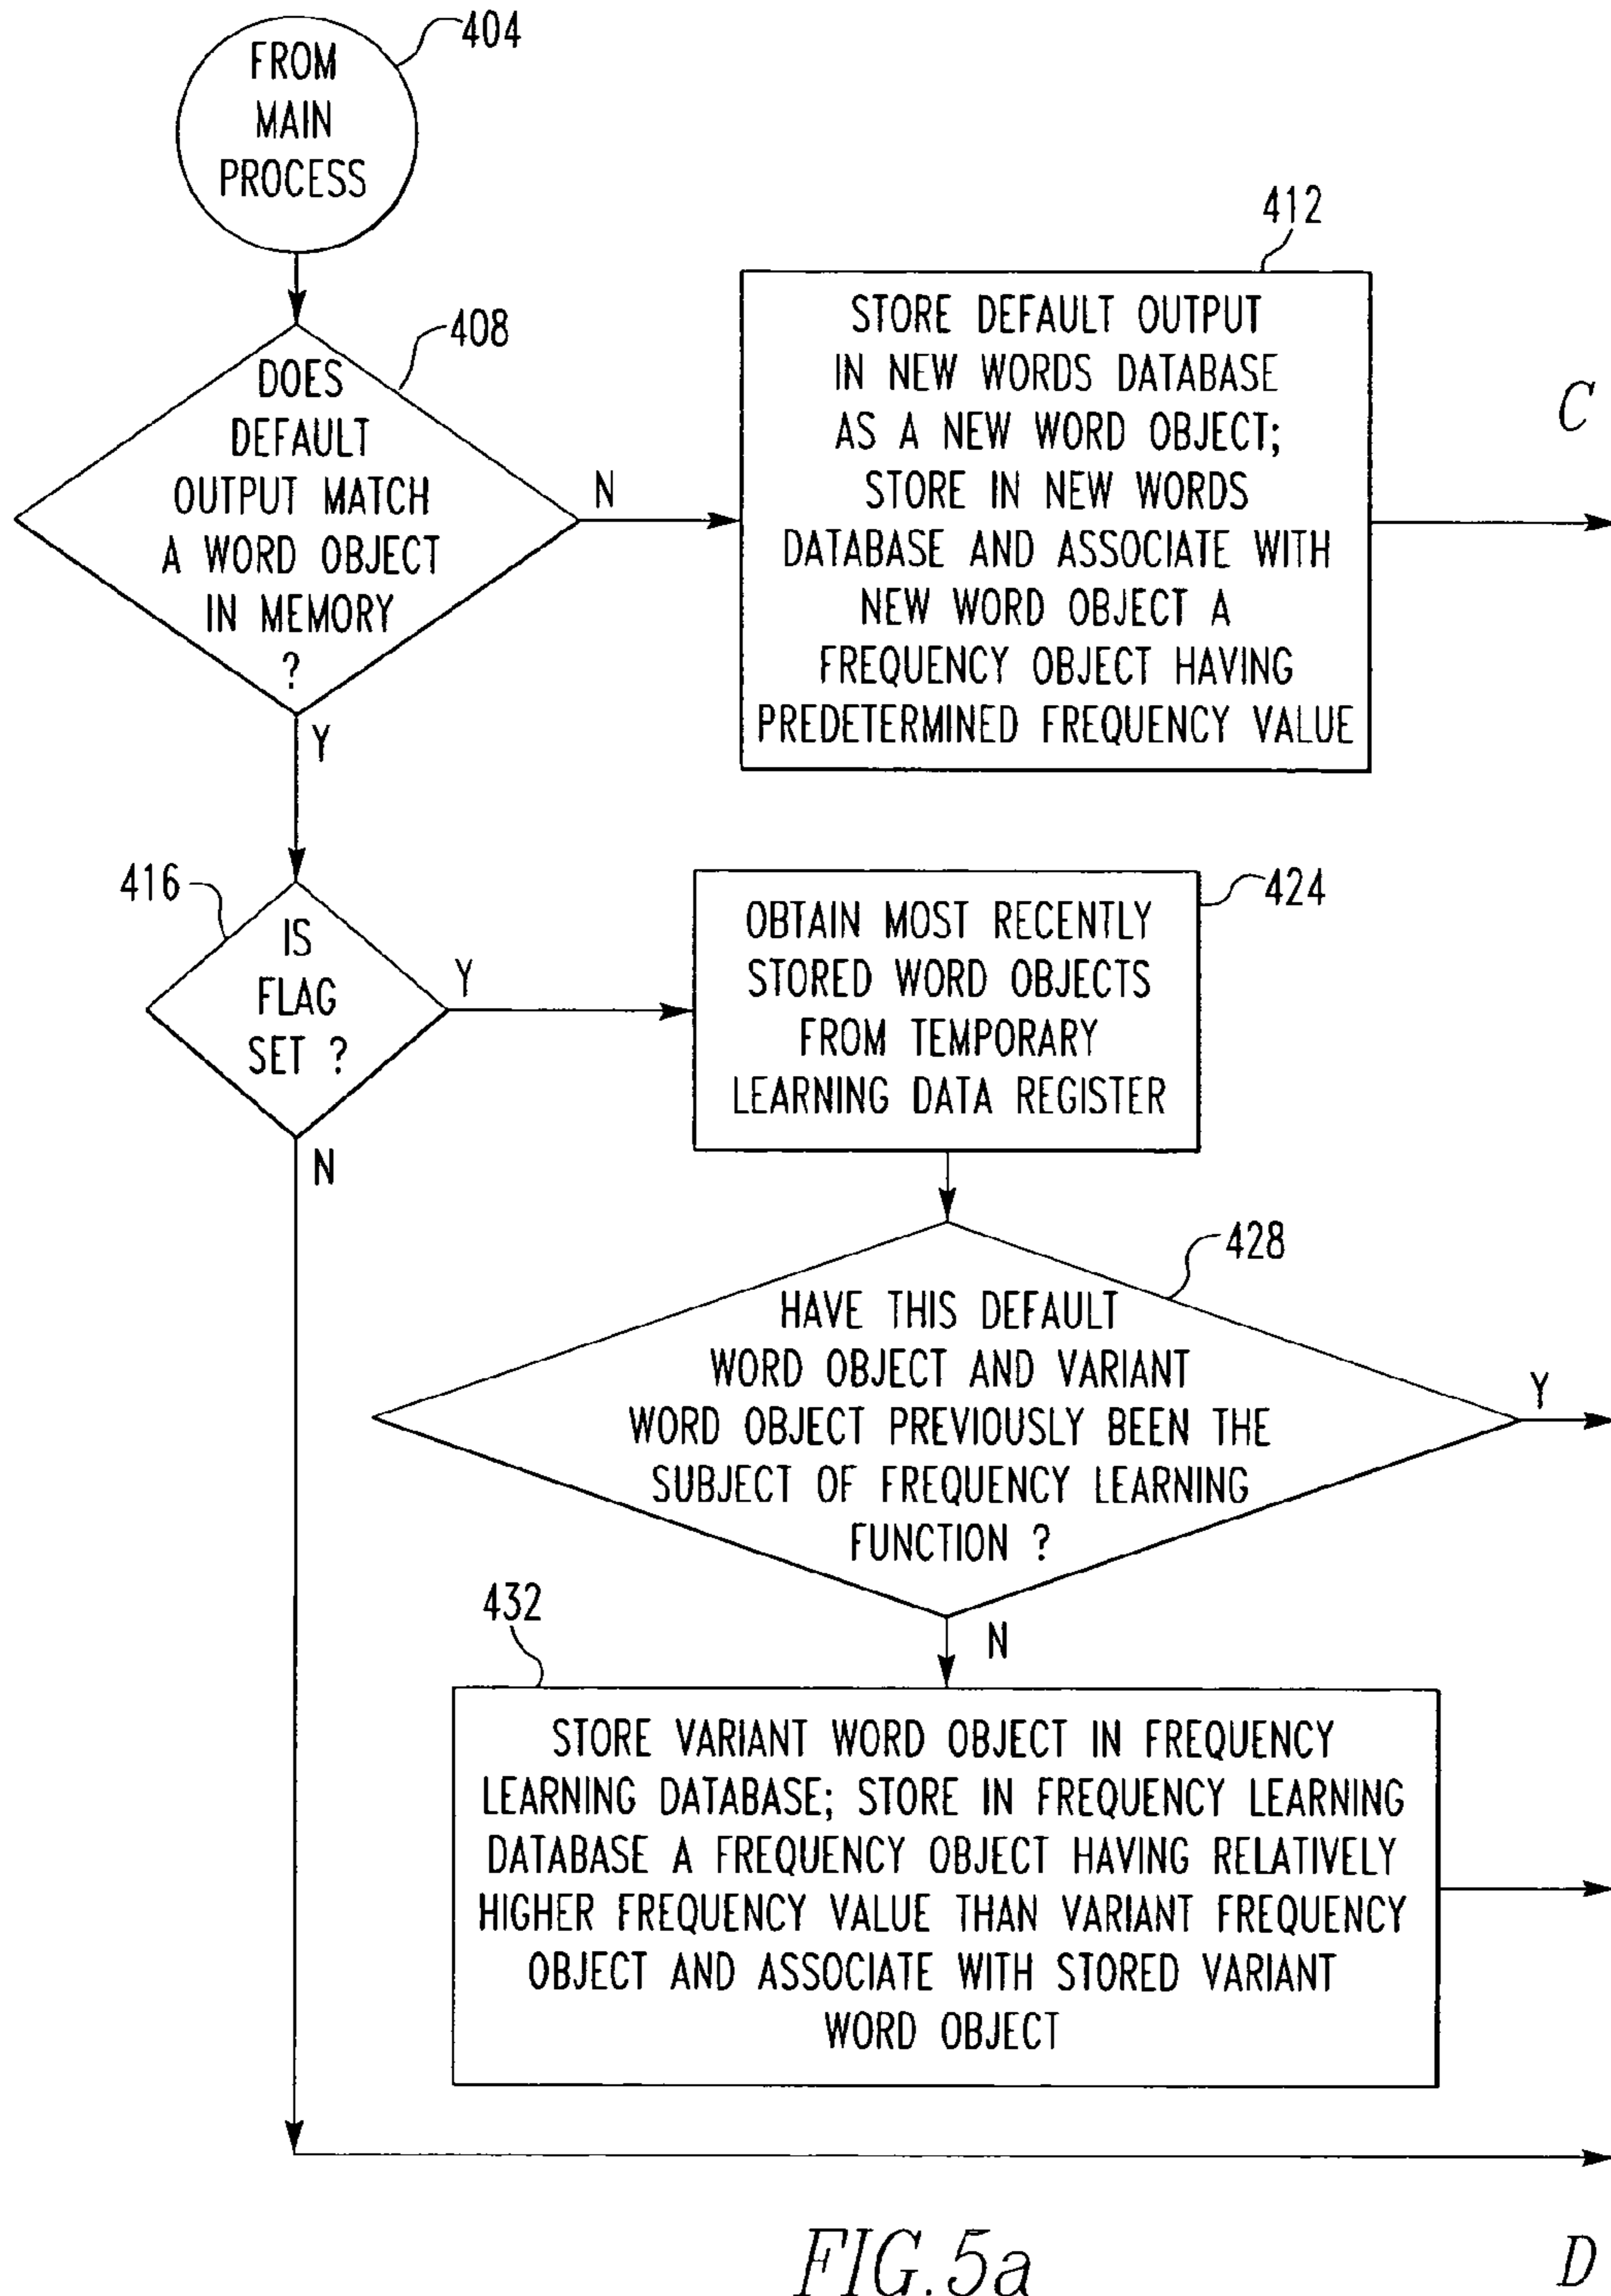 FROM
MAIN
PROCESS
404
DOES
DEFAULT
OUTPUT MATCH
A WORD OBJECT
IN MEMORY
?
408
N
Y
412
STORE DEFAULT OUTPUT
IN NEW WORDS DATABASE
AS A NEW WORD OBJECT;
STORE IN NEW WORDS
DATABASE AND ASSOCIATE WITH
NEW WORD OBJECT A
FREQUENCY OBJECT HAVING
PREDETERMINED FREQUENCY VALUE
C
416
IS
FLAG
SET ?
Y
N
424
OBTAIN MOST RECENTLY
STORED WORD OBJECTS
FROM TEMPORARY
LEARNING DATA REGISTER
428
HAVE THIS DEFAULT
WORD OBJECT AND VARIANT
WORD OBJECT PREVIOUSLY BEEN THE
SUBJECT OF FREQUENCY LEARNING
FUNCTION ?
Y
N
432
STORE VARIANT WORD OBJECT IN FREQUENCY
LEARNING DATABASE; STORE IN FREQUENCY LEARNING
DATABASE A FREQUENCY OBJECT HAVING RELATIVELY
HIGHER FREQUENCY VALUE THAN VARIANT FREQUENCY
OBJECT AND ASSOCIATE WITH STORED VARIANT
WORD OBJECT
FIG.5a
D